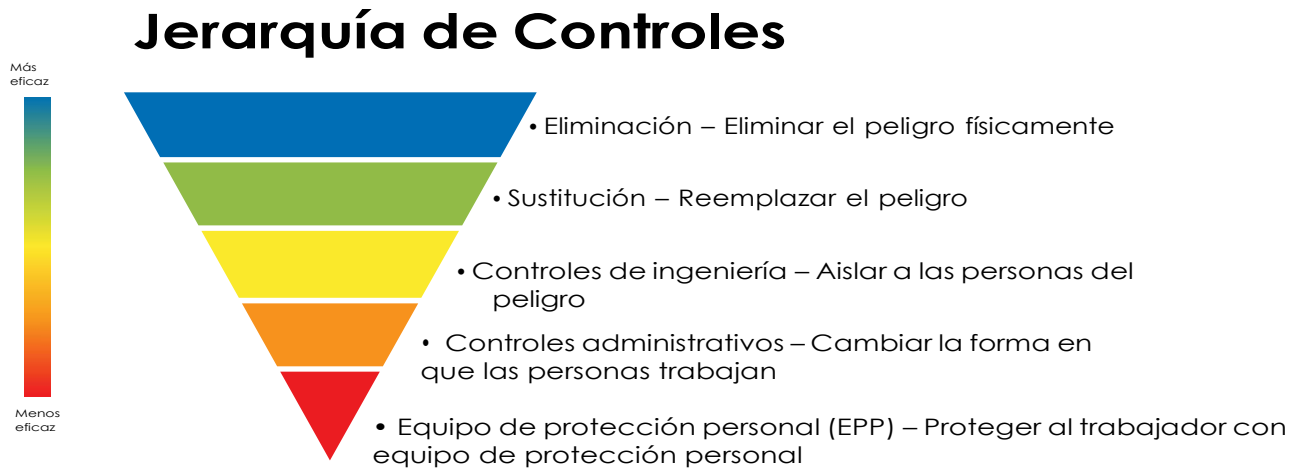 Jerarquía de Controles
Más
eficaz
• Eliminación – Eliminar el peligro físicamente
• Sustitución – Reemplazar el peligro
• Controles de ingeniería – Aislar a las personas del
peligro
• Controles administrativos – Cambiar la forma en
que las personas trabajan
Menos
eficaz
• Equipo de protección personal (EPP) – Proteger al trabajador con
equipo de protección personal